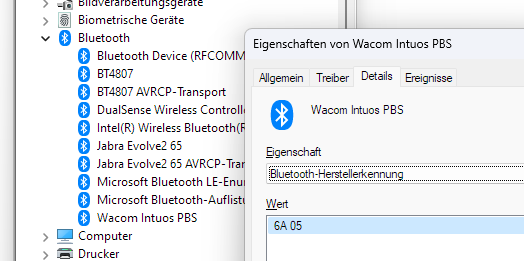 Bildverarbeitungsgeräte
Biometrische Geräte
Bluetooth
Bluetooth Device (RFCOMM
BT4807
BT4807 AVRCP-Transport
DualSense Wireless Controlle
Intel(R) Wireless Bluetooth(R
Jabra Evolve2 65
Jabra Evolve2 65 AVRCP-Tran
Microsoft Bluetooth LE-Enu
Microsoft Bluetooth-Auflist
Wacom Intuos PBS
Computer
Drucker
Eigenschaften von Wacom Intuos PBS
Allgemein Treiber Details Ereignisse
Wacom Intuos PBS
Eigenschaft
Bluetooth-Herstellerkennung
Wert
6A 05